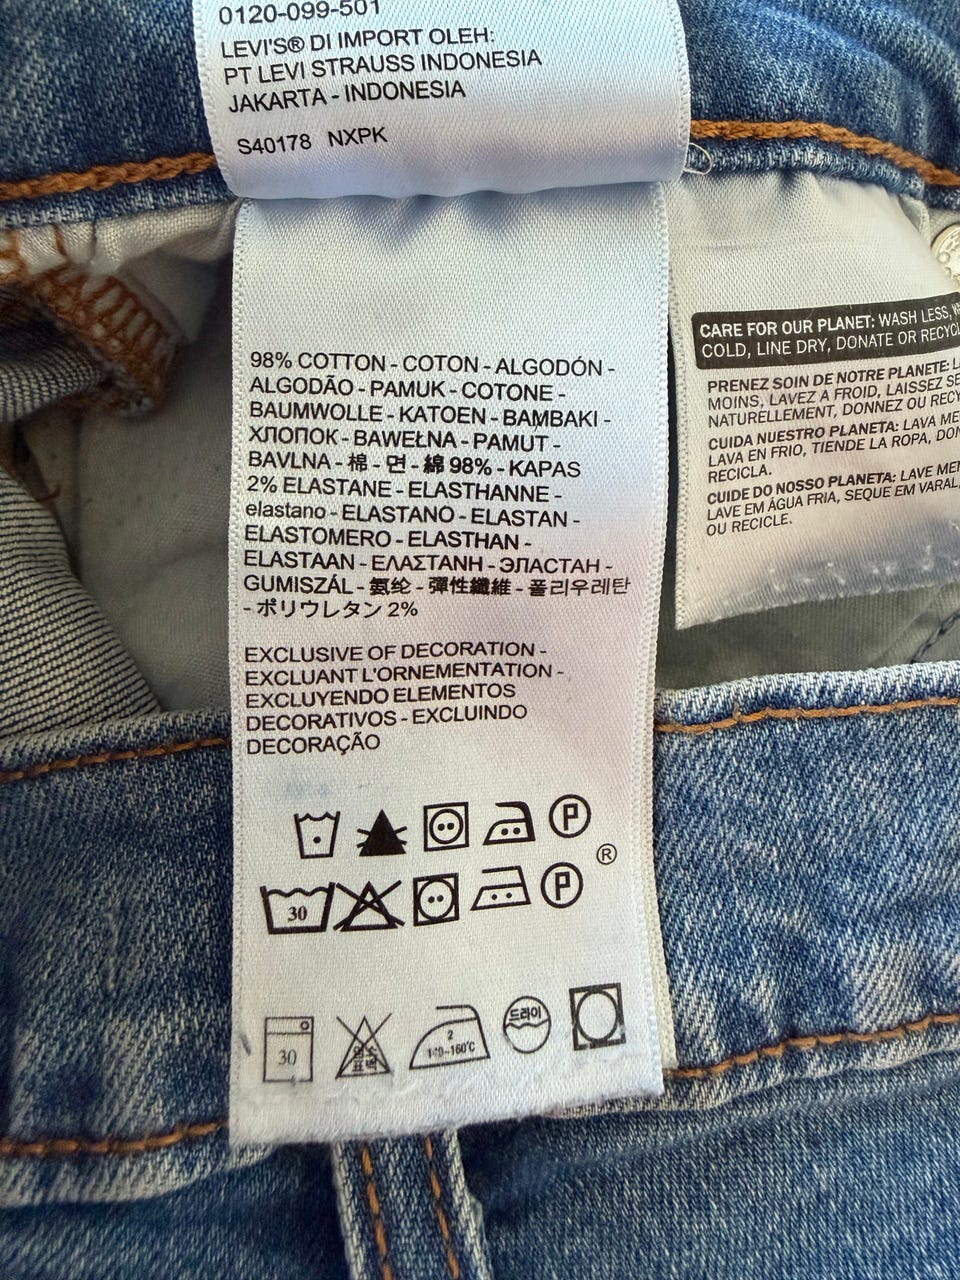 0120-099-501
LEVI'S® DI IMPORT OLEH:
PT LEVI STRAUSS INDONESIA
JAKARTA - INDONESIA
S40178 NXPK
98% COTTON - COTON - ALGODÓN -
ALGODÃO - PAMUK - COTONE -
BAUMWOLLE - KATOEN - BAMBAKI -
ХЛОПОК - BAWEŁNA - PAMUT -
BAVLNA - 棉 - 면 - 綿 98% - KAPAS
2% ELASTANE - ELASTHANNE -
elastano - ELASTANO - ELASTAN -
ELASTOMERO - ELASTHAN -
ELASTAAN - ΕΛΑΣΤΑΝΗ - ЭЛАСТАН -
GUMISZÁL - 氨纶 - 彈性纖維 - 폴리우레탄
- ポリウレタン 2%
EXCLUSIVE OF DECORATION -
EXCLUANT L'ORNEMENTATION -
EXCLUYENDO ELEMENTOS
DECORATIVOS - EXCLUINDO
DECORAÇÃO
P
®
30 P
30 2 드라이
160°C
CARE FOR OUR PLANET: WASH LESS,
COLD, LINE DRY, DONATE OR
PRENEZ SOIN DE NOTRE PLANETE:
MOINS, LAVEZ A FROID, LAISSEZ
NATURELLEMENT, DONNEZ OU
CUIDA NUESTRO PLANETA: LAVA
LAVA EN FRIO, TIENDE LA ROPA,
RECICLA.
CUIDE DO NOSSO PLANETA: LAVE
LAVE EM ÁGUA FRIA, SEQUE EM VARAL,
OU RECICLE.